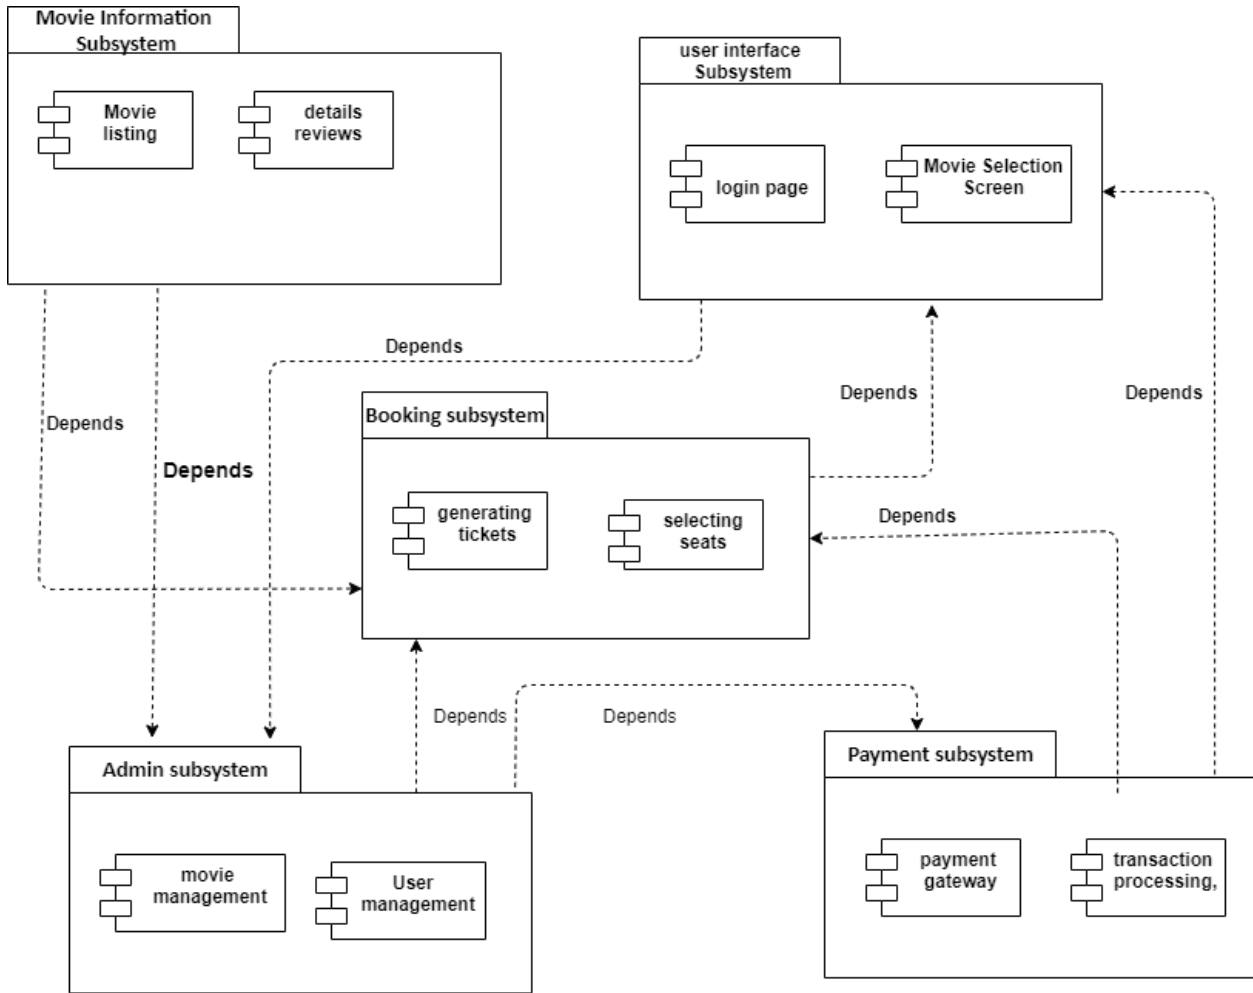 Movie Information
Subsystem
Movie
listing
details
reviews
user interface
Subsystem
login page
Movie Selection
Screen
Depends
Depends
Depends
Depends
Depends
Booking subsystem
generating
tickets
selecting
seats
Depends
Depends
Depends
Admin subsystem
movie
management
User
management
Payment subsystem
payment
gateway
transaction
processing,